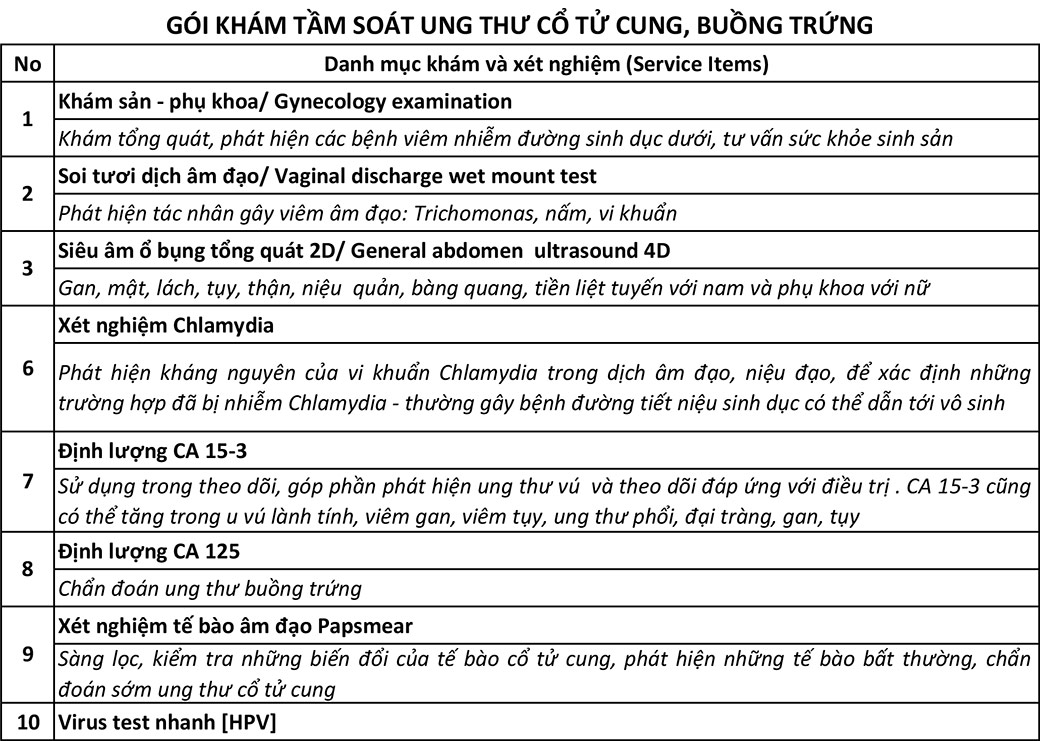 GÓI KHÁM TẦM SOÁT UNG THƯ CỔ TỬ CUNG, BUỒNG TRỨNG
No Danh mục khám và xét nghiệm (Service Items)
1
Khám sản - phụ khoa/ Gynecology examination
Khám tổng quát, phát hiện các bệnh viêm nhiễm đường sinh dục dưới, tư vấn sức khỏe sinh sản
2
Soi tươi dịch âm đạo/ Vaginal discharge wet mount test
Phát hiện tác nhân gây viêm âm đạo: Trichomonas, nấm, vi khuẩn
3
Siêu âm ổ bụng tổng quát 2D/ General abdomen ultrasound 4D
Gan, mật, lách, tụy, thận, niệu quản, bàng quang, tiền liệt tuyến với nam và phụ khoa với nữ
6
Xét nghiệm Chlamydia
Phát hiện kháng nguyên của vi khuẩn Chlamydia trong dịch âm đạo, niệu đạo, để xác định những
trường hợp đã bị nhiễm Chlamydia - thường gây bệnh đường tiết niệu sinh dục có thể dẫn tới vô sinh
7
Định lượng CA 15-3
Sử dụng trong theo dõi, góp phần phát hiện ung thư vú và theo dõi đáp ứng với điều trị . CA 15-3 cũng
có thể tăng trong u vú lành tính, viêm gan, viêm tụy, ung thư phổi, đại tràng, gan, tụy
8
Định lượng CA 125
Chẩn đoán ung thư buồng trứng
9
Xét nghiệm tế bào âm đạo Papsmear
Sàng lọc, kiểm tra những biến đổi của tế bào cổ tử cung, phát hiện những tế bào bất thường, chẩn
đoán sớm ung thư cổ tử cung
10 Virus test nhanh [HPV]